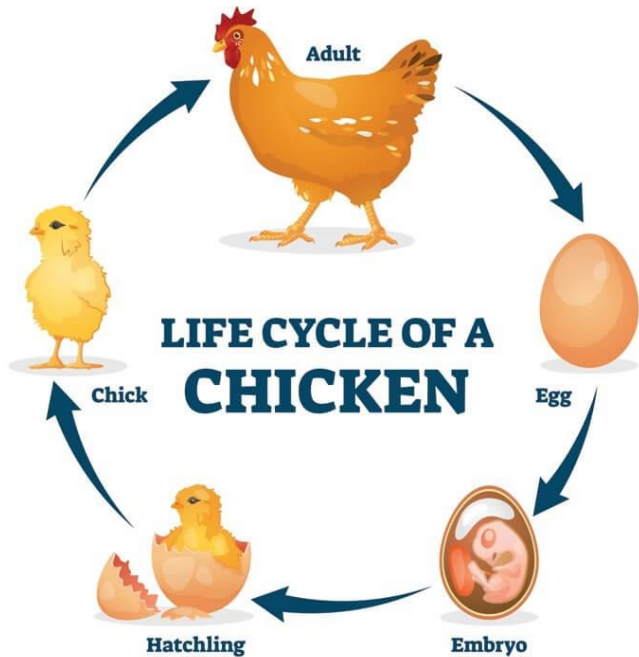 Adult
LIFE CYCLE OF A
CHICKEN
Chick
Egg
Hatchling
Embryo